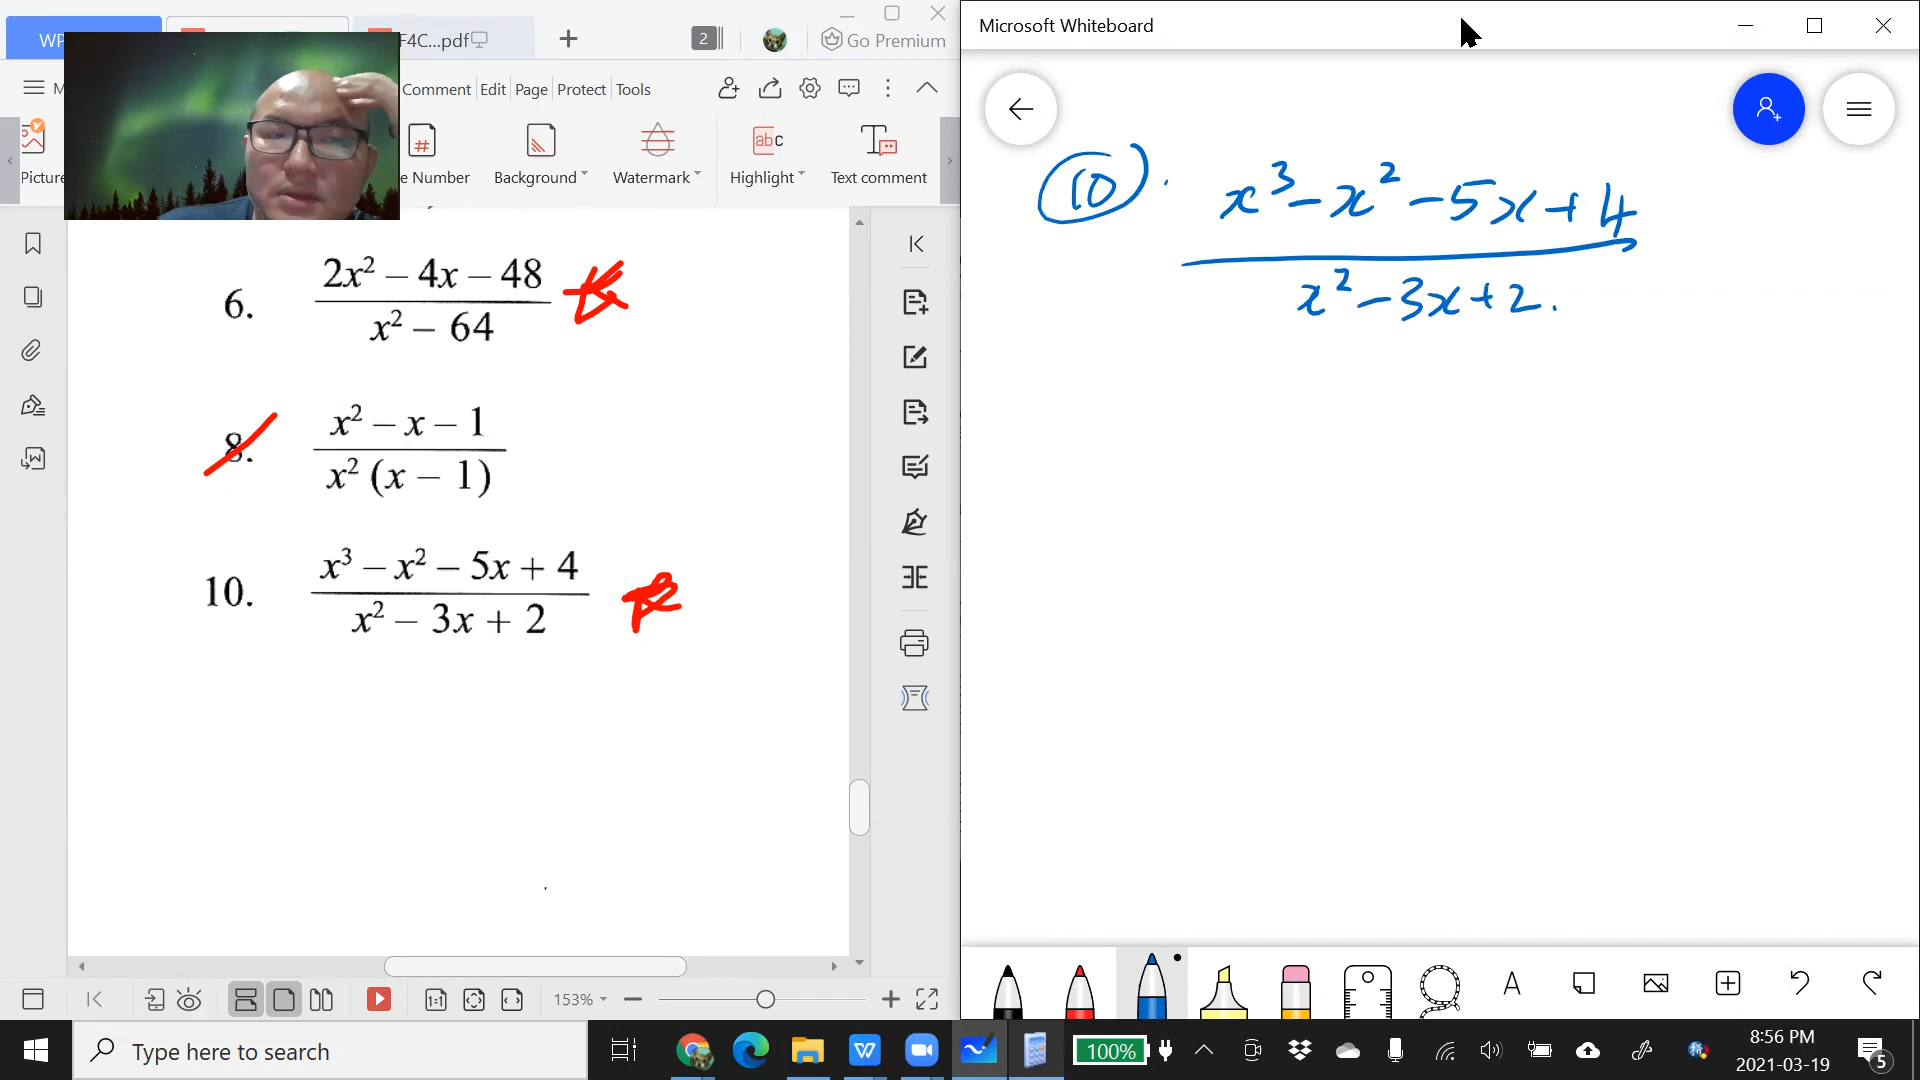 WP
F4C...pdf
2
Go Premium
Microsoft Whiteboard
M
Comment Edit Page Protect Tools
Picture
e Number Background Watermark Highlight Text comment
abc
6. 2x² − 4x − 48
x² − 64
8. x² − x − 1
x² (x − 1)
10. x³ − x² − 5x + 4
x² − 3x + 2
(10). x³ − x² − 5x + 4
x² − 3x + 2.
153%
Type here to search
100%
8:56 PM
2021-03-19
5